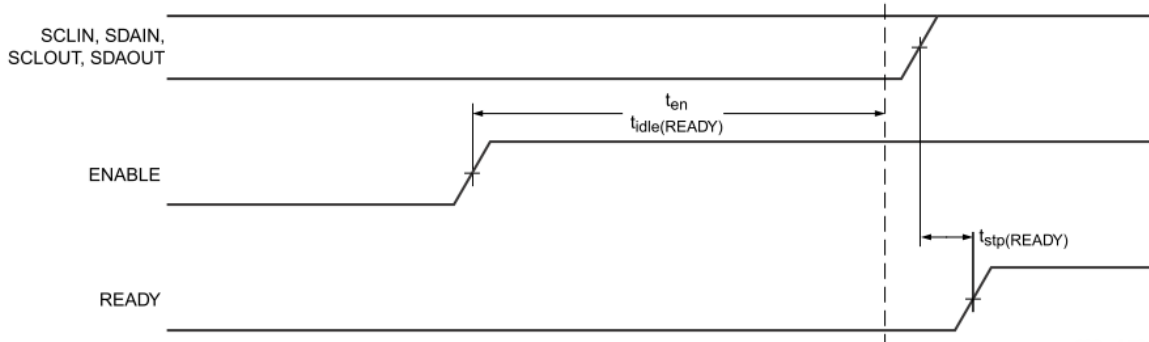 SCLIN, SDAIN,
SCLOUT, SDAOUT
ten
tidle(READY)
ENABLE
tstp(READY)
READY